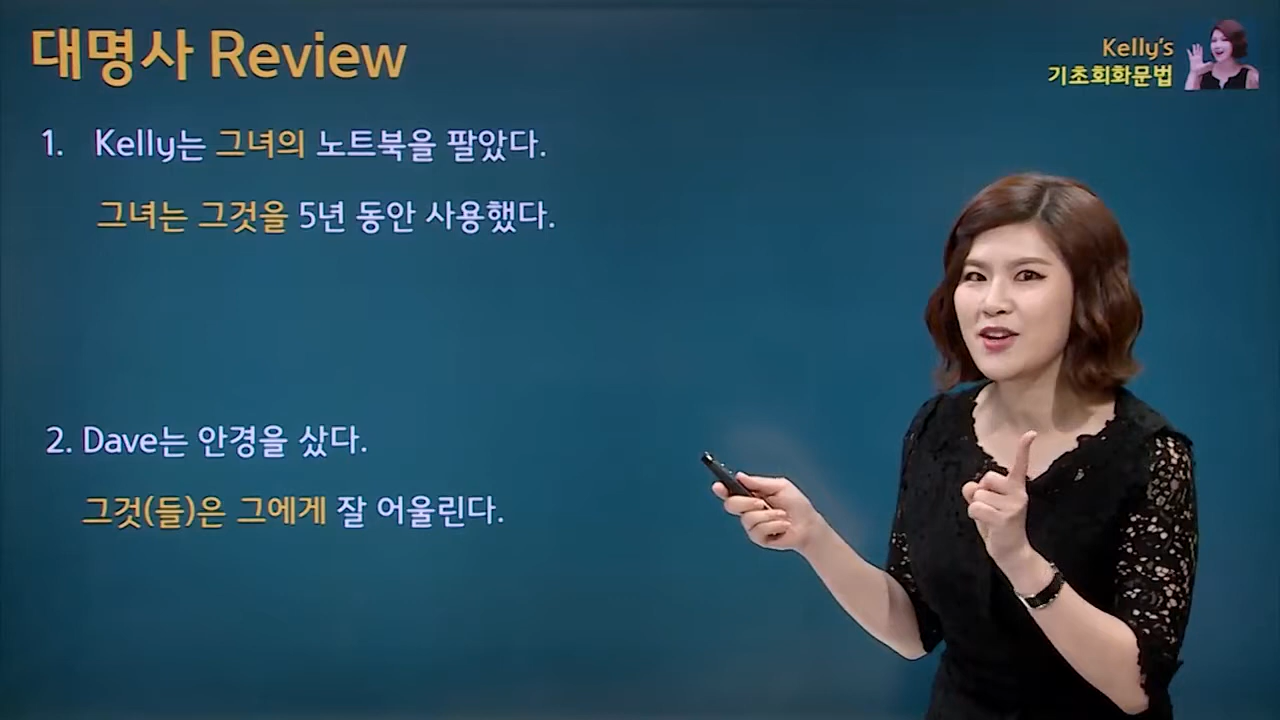 대명사 Review
Kelly's
기초회화문법
1. Kelly는 그녀의 노트북을 팔았다.
그녀는 그것을 5년 동안 사용했다.
2. Dave는 안경을 샀다.
그것(들)은 그에게 잘 어울린다.